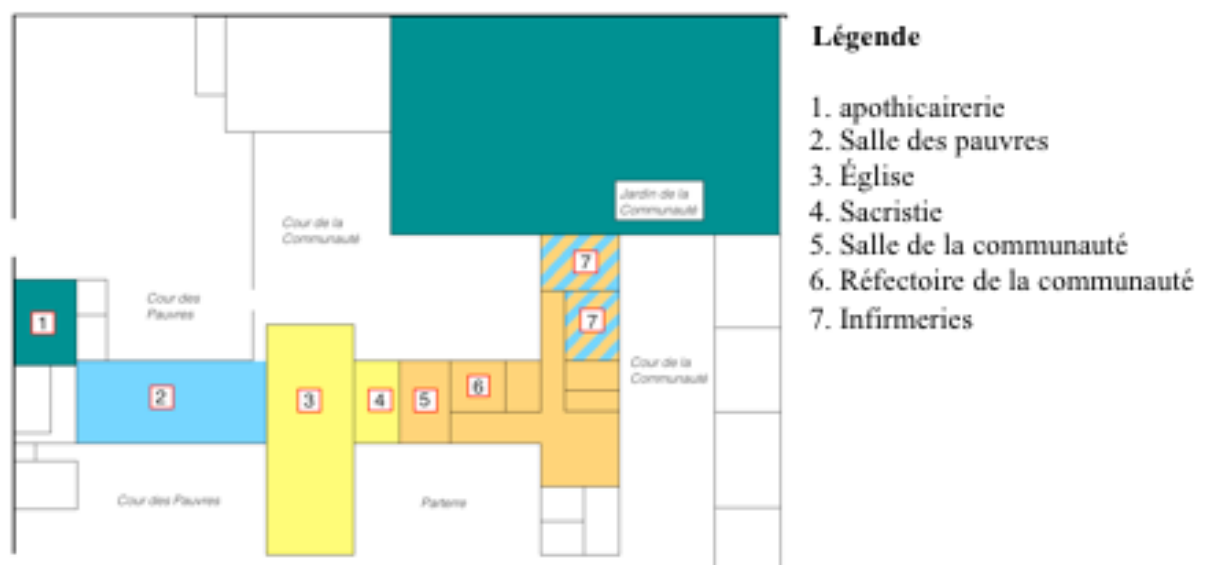 Légende
1. apothicairerie
2. Salle des pauvres
3. Église
4. Sacristie
5. Salle de la communauté
6. Réfectoire de la communauté
7. Infirmeries
Jardin de la
Communauté
Cour de la
Communauté
7
Cour des
Pauvres
1
7
Cour de la
Communauté
2
3
4
5
6
Cour des Pauvres
Parterre